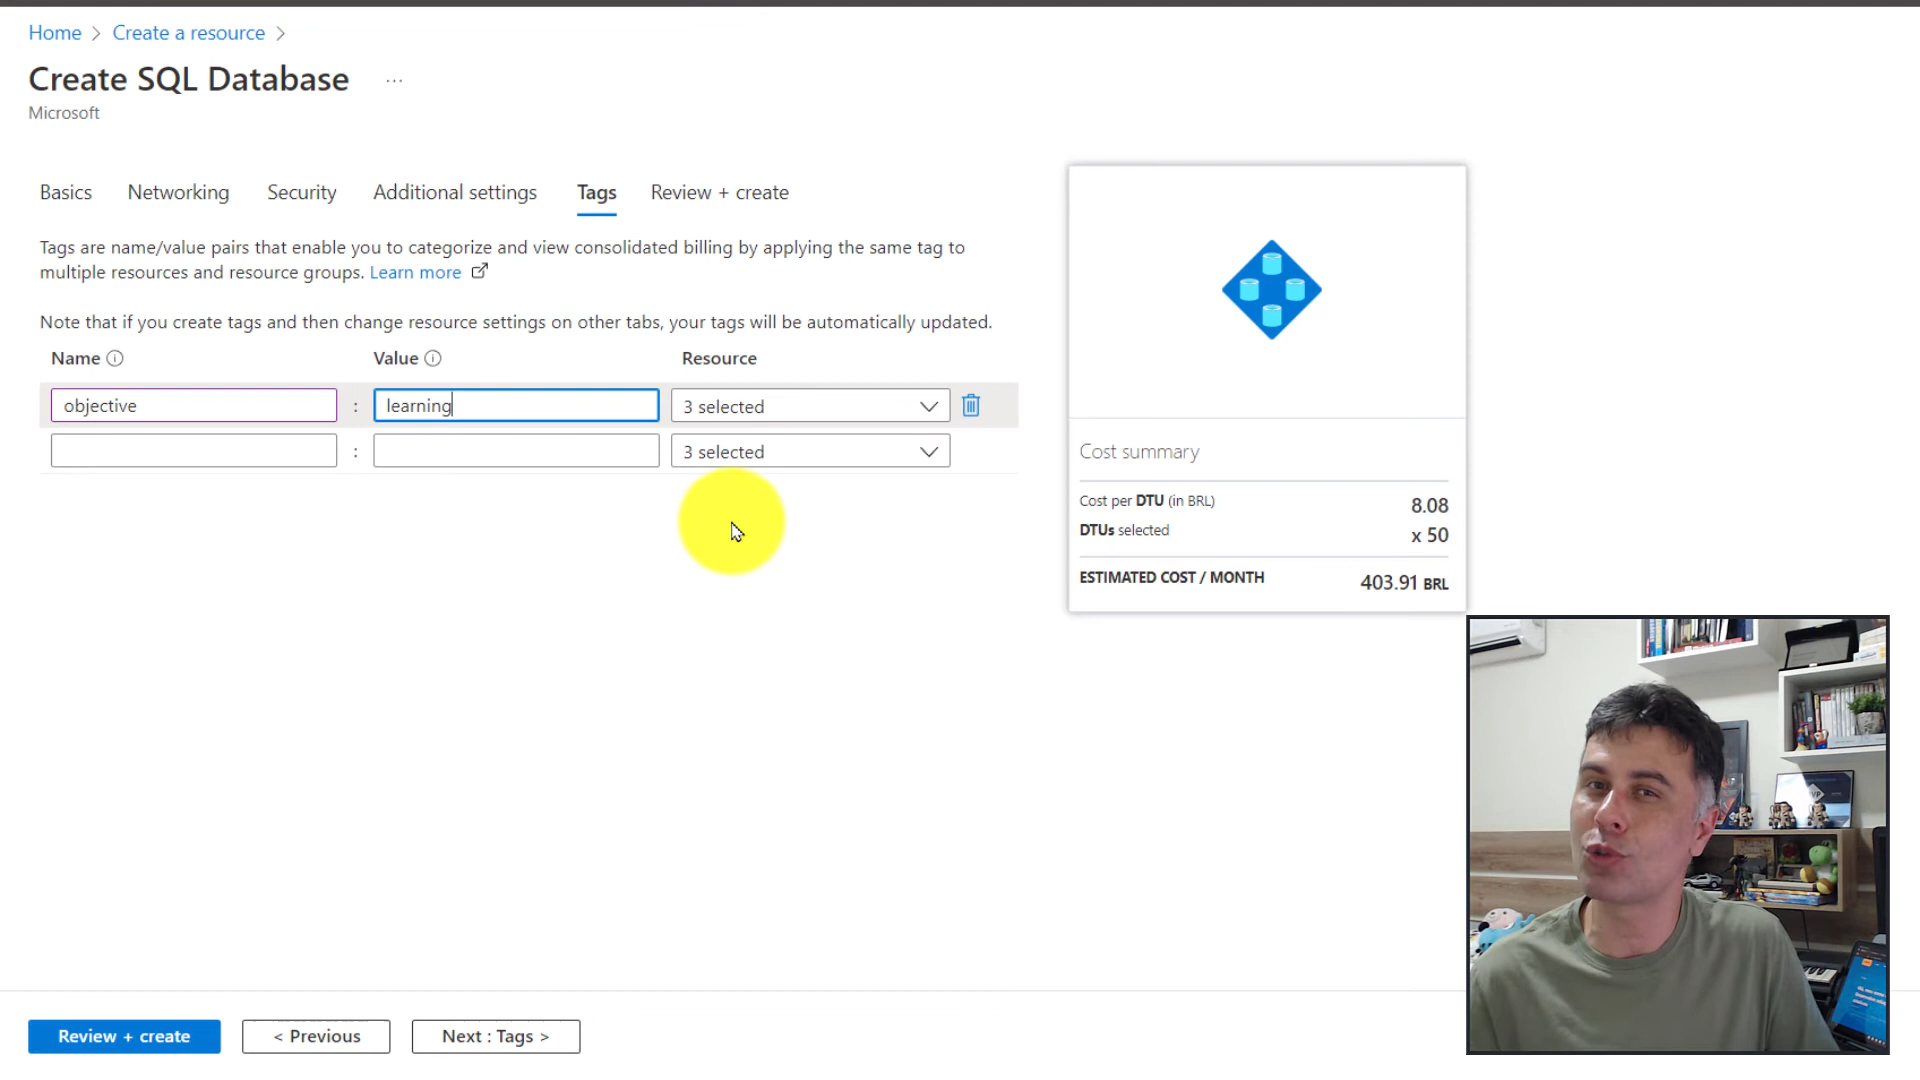 Home > Create a resource >
Create SQL Database ...
Microsoft
Basics Networking Security Additional settings Tags Review + create
Tags are name/value pairs that enable you to categorize and view consolidated billing by applying the same tag to
multiple resources and resource groups. Learn more
Note that if you create tags and then change resource settings on other tabs, your tags will be automatically updated.
Name Value Resource
objective : learning 3 selected
: 3 selected
Cost summary
Cost per DTU (in BRL) 8.08
DTUs selected x 50
ESTIMATED COST / MONTH 403.91 BRL
Review + create < Previous Next : Tags >